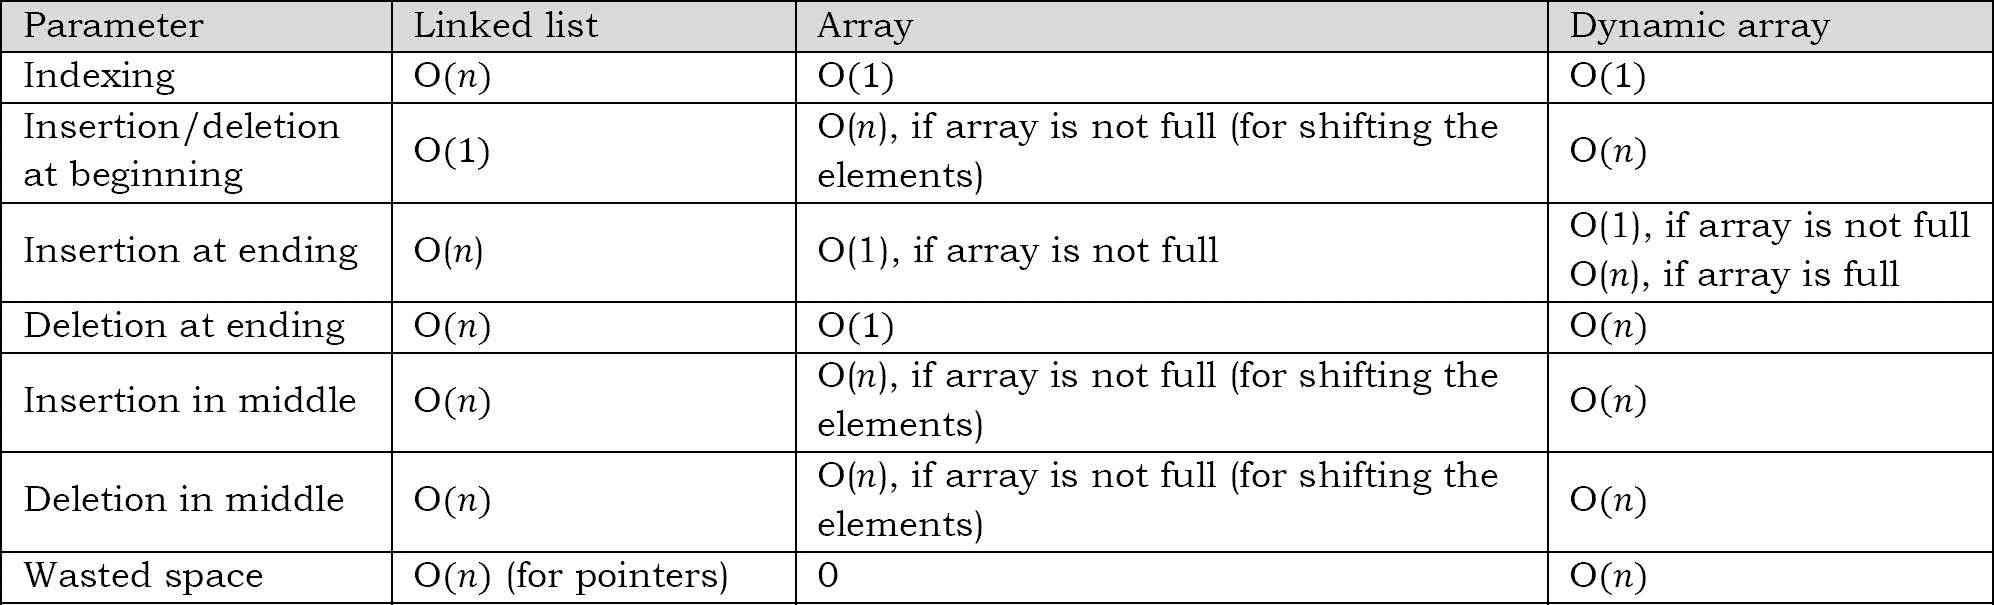 Parameter Linked list Array Dynamic array
Indexing O(n) O(1) O(1)
Insertion/deletion
at beginning
O(1)
O(n), if array is not full (for shifting the
elements)
O(n)
Insertion at ending O(n) O(1), if array is not full
O(1), if array is not full
O(n), if array is full
Deletion at ending O(n) O(1) O(n)
Insertion in middle O(n)
O(n), if array is not full (for shifting the
elements)
O(n)
Deletion in middle O(n)
O(n), if array is not full (for shifting the
elements)
O(n)
Wasted space O(n) (for pointers) 0 O(n)